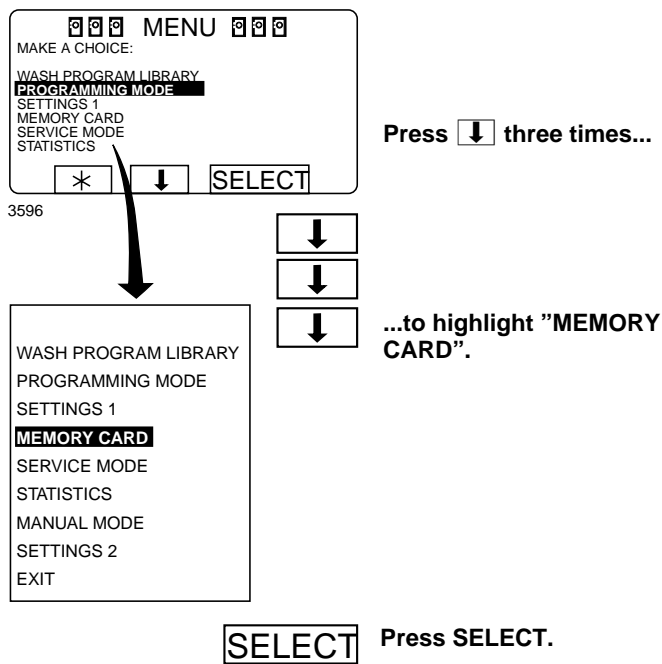 MENU
MAKE A CHOICE:
WASH PROGRAM LIBRARY
PROGRAMMING MODE
SETTINGS 1
MEMORY CARD
SERVICE MODE
STATISTICS
SELECT
3596
Press ⬇ three times...
...to highlight ”MEMORY
CARD”.
WASH PROGRAM LIBRARY
PROGRAMMING MODE
SETTINGS 1
MEMORY CARD
SERVICE MODE
STATISTICS
MANUAL MODE
SETTINGS 2
EXIT
SELECT
Press SELECT.